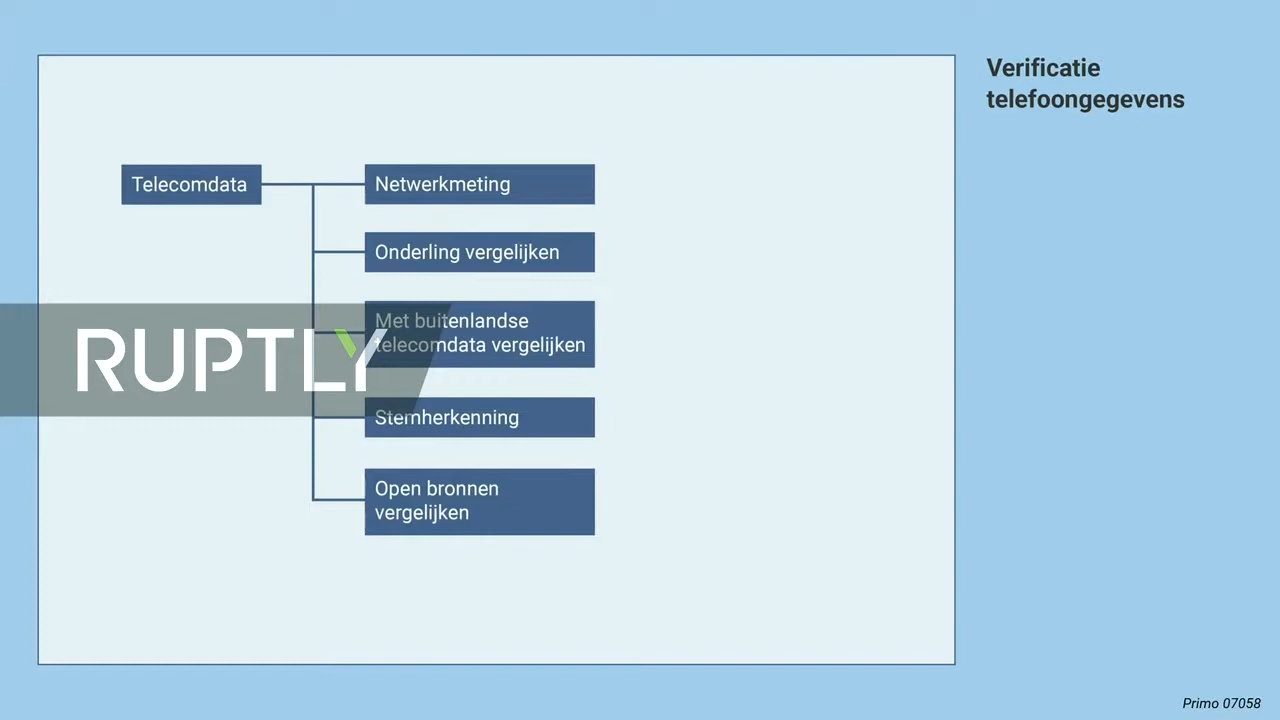 Verificatie
telefoongegevens
Telecomdata
Netwerkmeting
Onderling vergelijken
Met buitenlandse
telecomdata vergelijken
RUPTLY
Stemherkenning
Open bronnen
vergelijken
Primo 07058